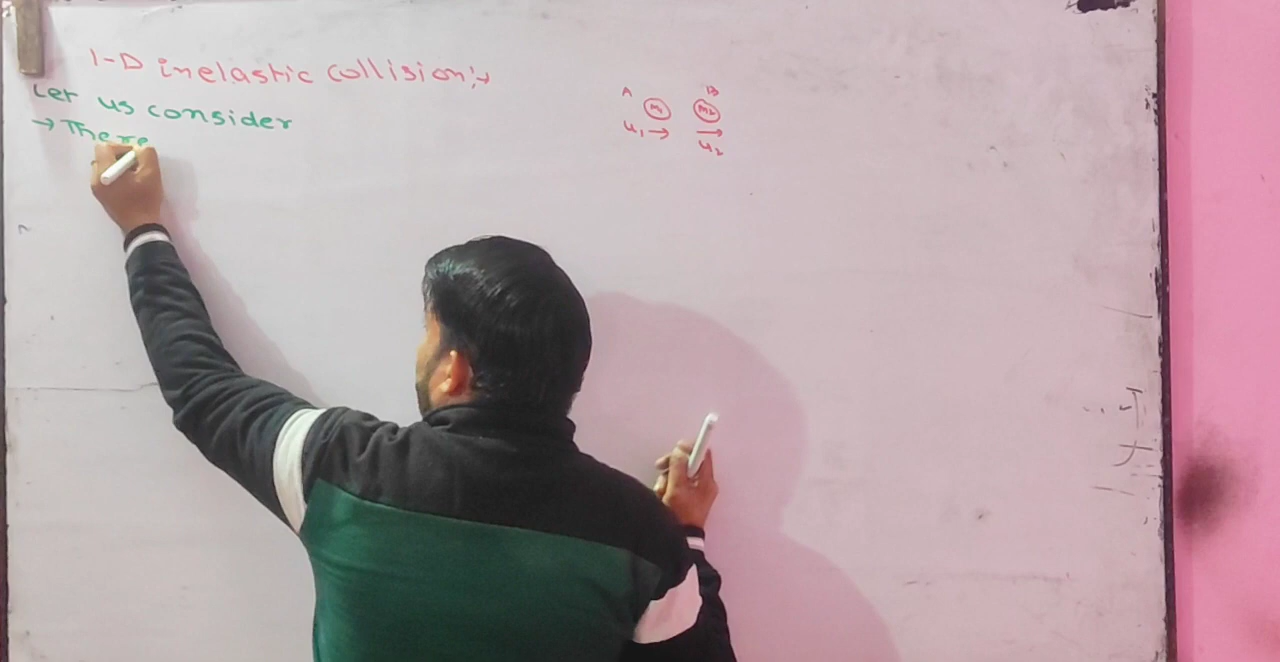 1-D inelastic collision:→
Let us consider
→ There
A B
m₁ m₂
u₁→ →
u₂